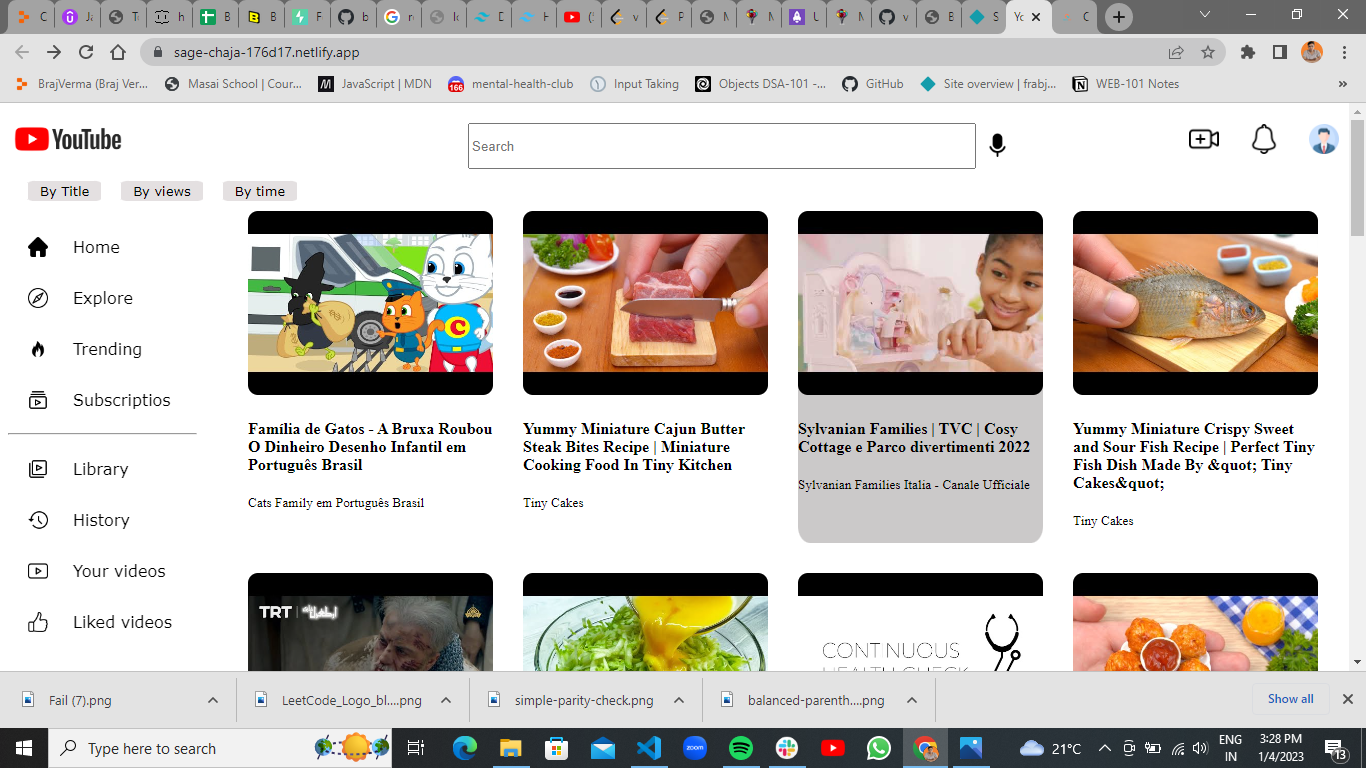 sage-chaja-176d17.netlify.app
BrajVerma (Braj Ver...
Masai School | Cour...
JavaScript | MDN
166
mental-health-club
Input Taking
Objects DSA-101 -...
GitHub
Site overview | frabj...
WEB-101 Notes
»
YouTube
Search
By Title
By views
By time
Home
Explore
Trending
Subscriptios
Library
History
Your videos
Liked videos
C
Família de Gatos - A Bruxa Roubou
O Dinheiro Desenho Infantil em
Português Brasil
Cats Family em Português Brasil
Yummy Miniature Cajun Butter
Steak Bites Recipe | Miniature
Cooking Food In Tiny Kitchen
Tiny Cakes
Sylvanian Families | TVC | Cosy
Cottage e Parco divertimenti 2022
Sylvanian Families Italia - Canale Ufficiale
Yummy Miniature Crispy Sweet
and Sour Fish Recipe | Perfect Tiny
Fish Dish Made By &quot; Tiny
Cakes&quot;
Tiny Cakes
TRT
CONTINUOUS
HEALTH CHECK
Fail (7).png
LeetCode_Logo_bl....png
simple-parity-check.png
balanced-parenth....png
Show all
Type here to search
zoom
21°C
ENG
IN
3:28 PM
1/4/2023
13